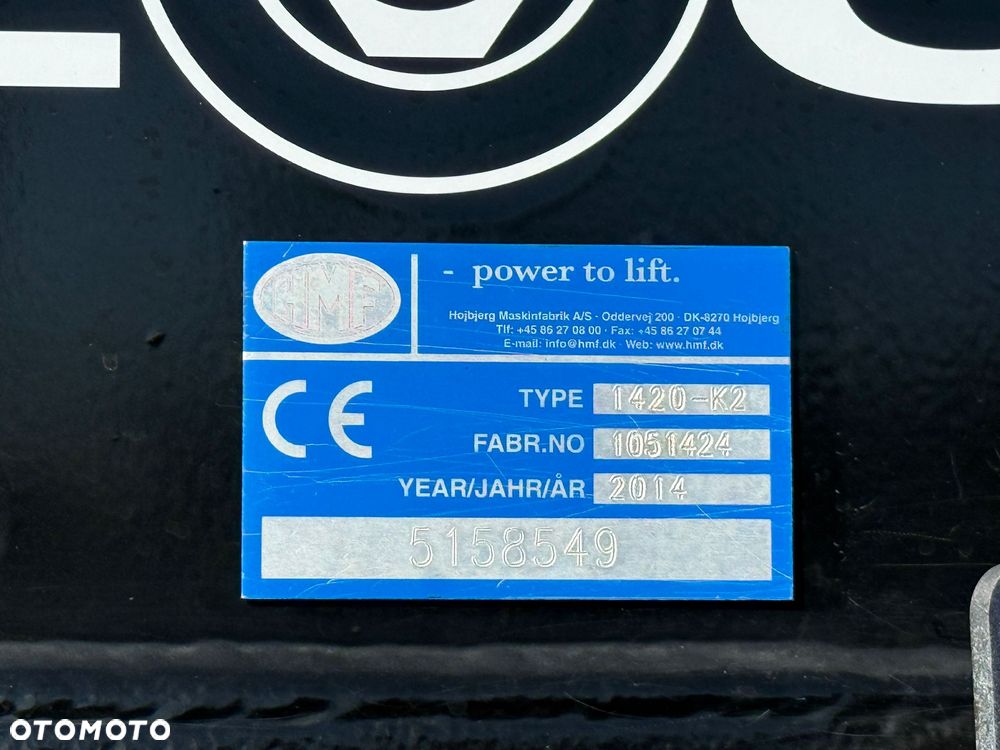 HMF
- power to lift.
Hojbjerg Maskinfabrik A/S · Oddervej 200 · DK-8270 Hojbjerg
Tlf: +45 86 27 08 00 · Fax: +45 86 27 07 44
E-mail: info@hmf.dk · Web: www.hmf.dk
CE
TYPE 1420-K2
FABR.NO 1051424
YEAR/JAHR/ÅR 2014
5158549
OTOMOTO